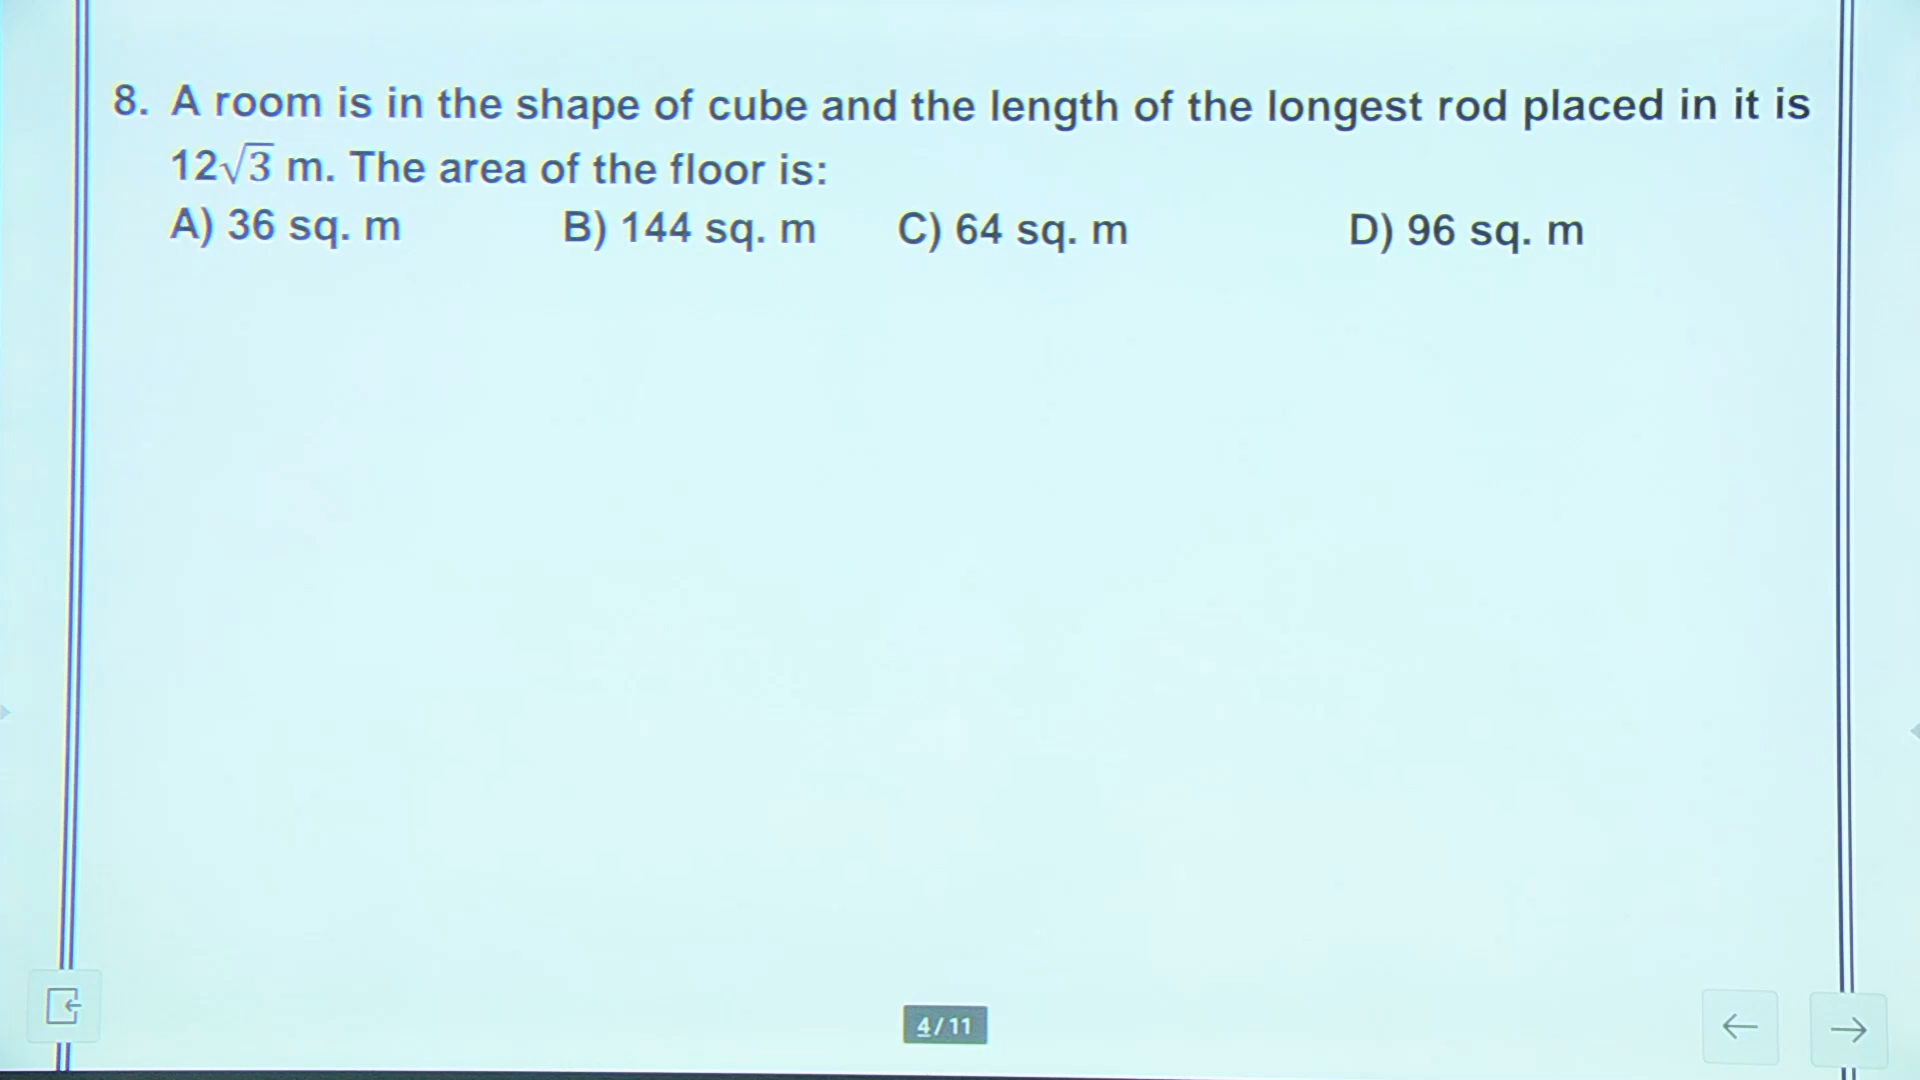 8. A room is in the shape of cube and the length of the longest rod placed in it is
12√3 m. The area of the floor is:
A) 36 sq. m B) 144 sq. m C) 64 sq. m D) 96 sq. m
4 / 11